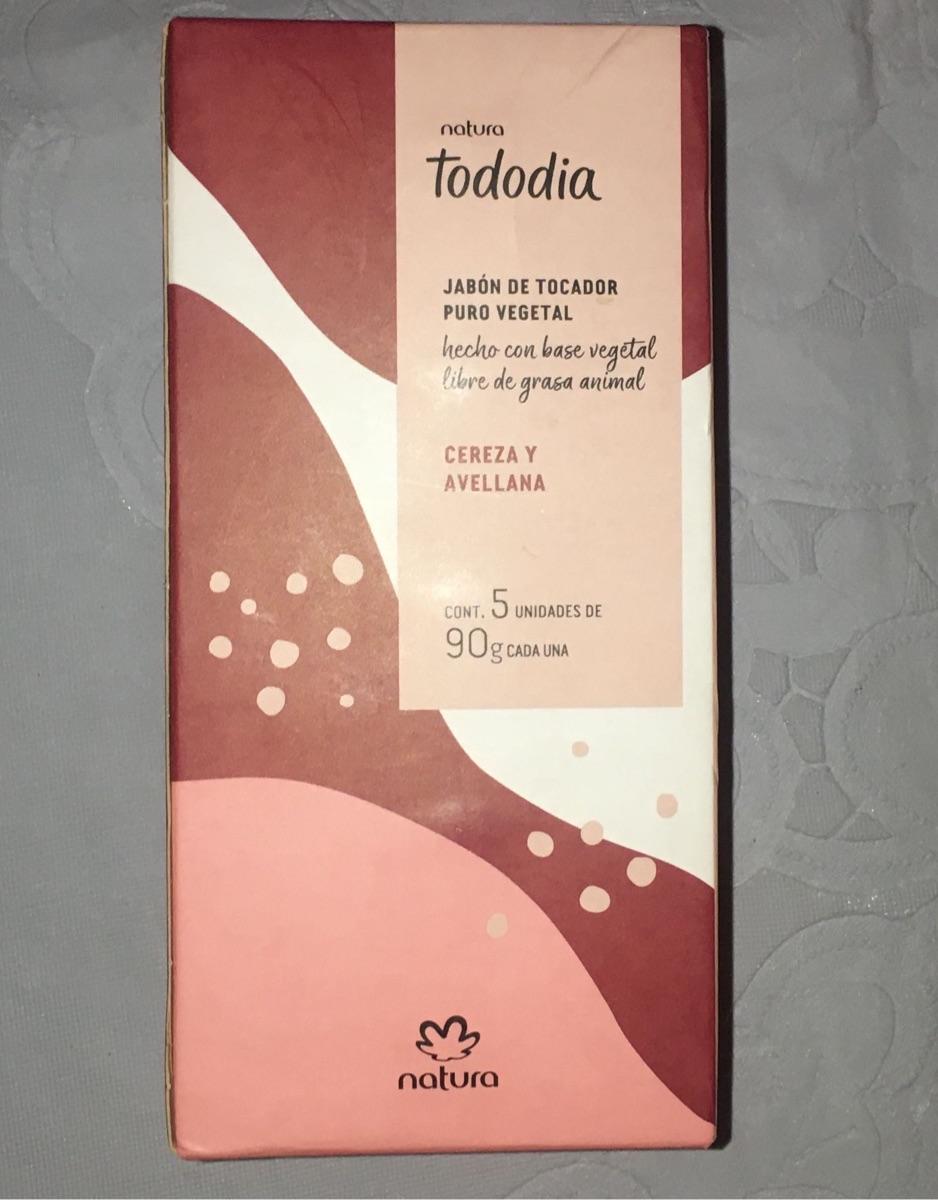 natura
tododia
JABÓN DE TOCADOR
PURO VEGETAL
hecho con base vegetal
libre de grasa animal
CEREZA Y
AVELLANA
CONT. 5 UNIDADES DE
90g CADA UNA
natura